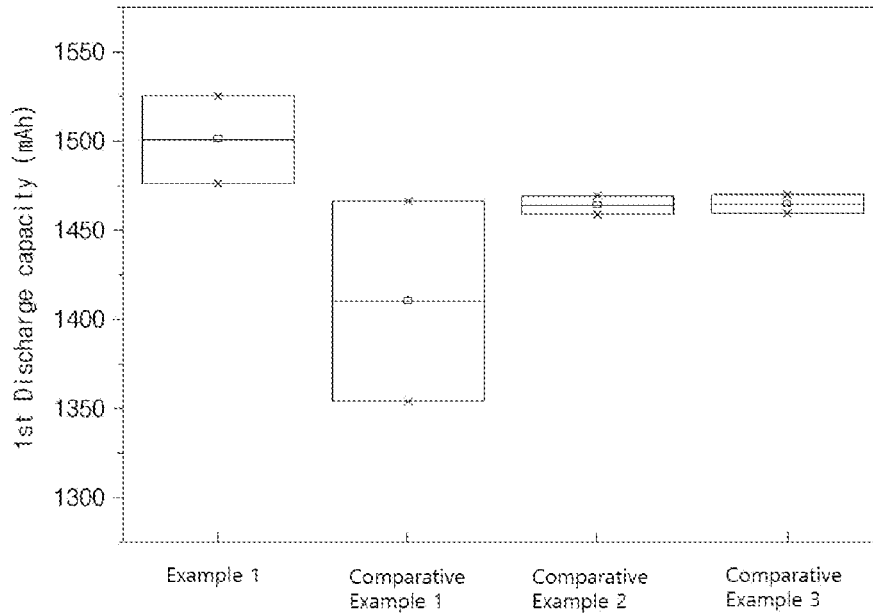 1st Discharge capacity (mAh)
1550
1500
1450
1400
1350
1300
Example 1
Comparative
Example 1
Comparative
Example 2
Comparative
Example 3